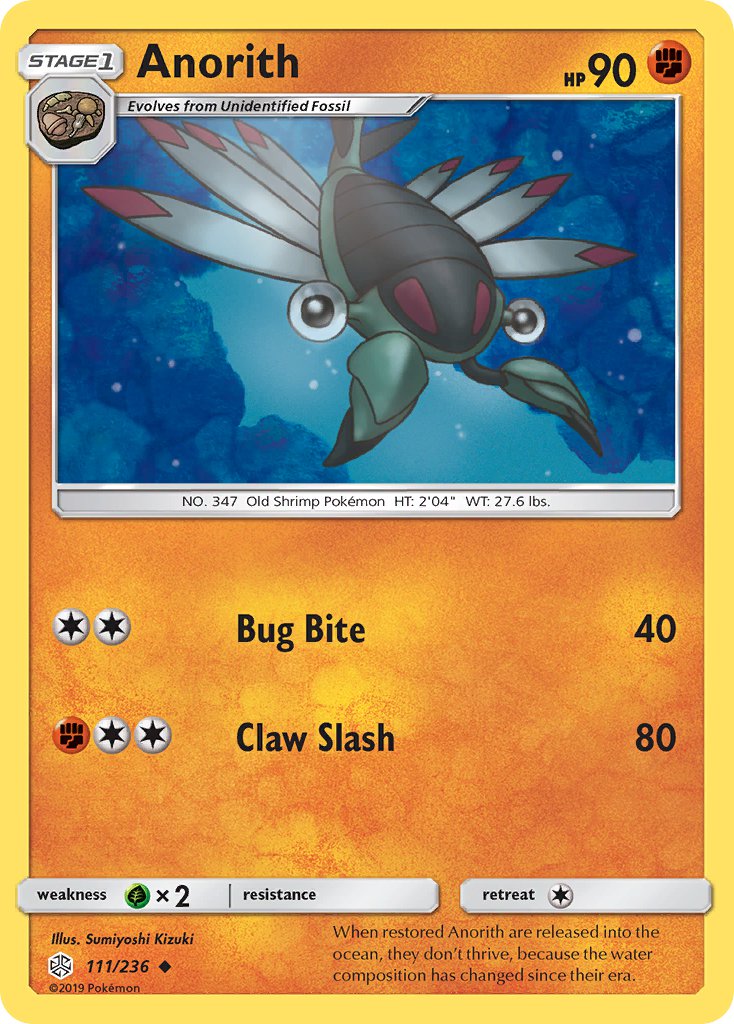 STAGE1
Anorith
HP90
Evolves from Unidentified Fossil
NO. 347 Old Shrimp Pokémon HT: 2'04" WT: 27.6 lbs.
Bug Bite 40
Claw Slash 80
weakness ×2 resistance retreat
Illus. Sumiyoshi Kizuki
When restored Anorith are released into the
ocean, they don't thrive, because the water
composition has changed since their era.
111/236
©2019 Pokémon